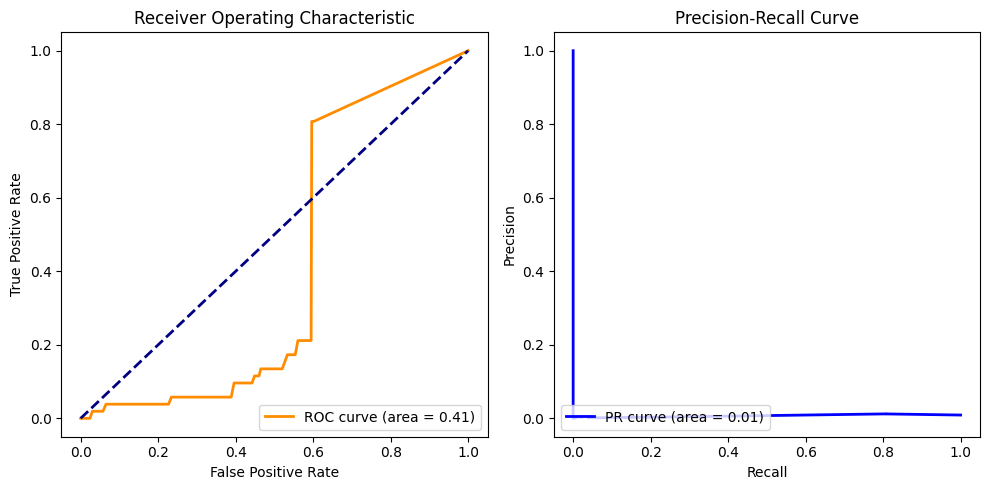 Receiver Operating Characteristic
1.0
0.8
0.6
0.4
0.2
0.0
True Positive Rate
ROC curve (area = 0.41)
0.0 0.2 0.4 0.6 0.8 1.0
False Positive Rate
Precision-Recall Curve
1.0
0.8
0.6
0.4
0.2
0.0
Precision
PR curve (area = 0.01)
0.0 0.2 0.4 0.6 0.8 1.0
Recall